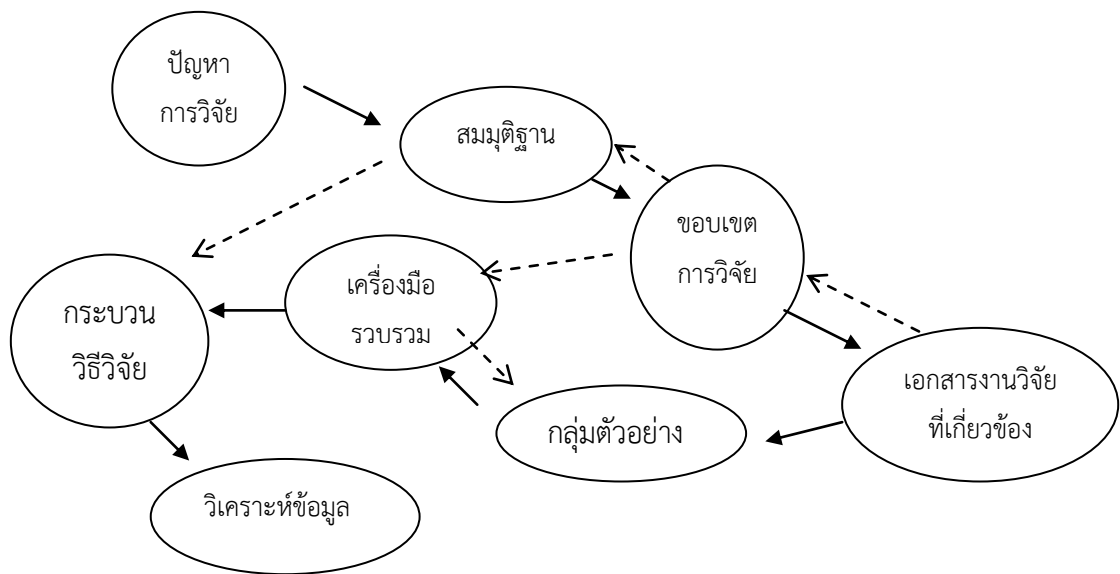 ปัญหา
การวิจัย
สมมุติฐาน
ขอบเขต
การวิจัย
เครื่องมือ
รวบรวม
กระบวน
วิธีวิจัย
เอกสารงานวิจัย
ที่เกี่ยวข้อง
กลุ่มตัวอย่าง
วิเคราะห์ข้อมูล